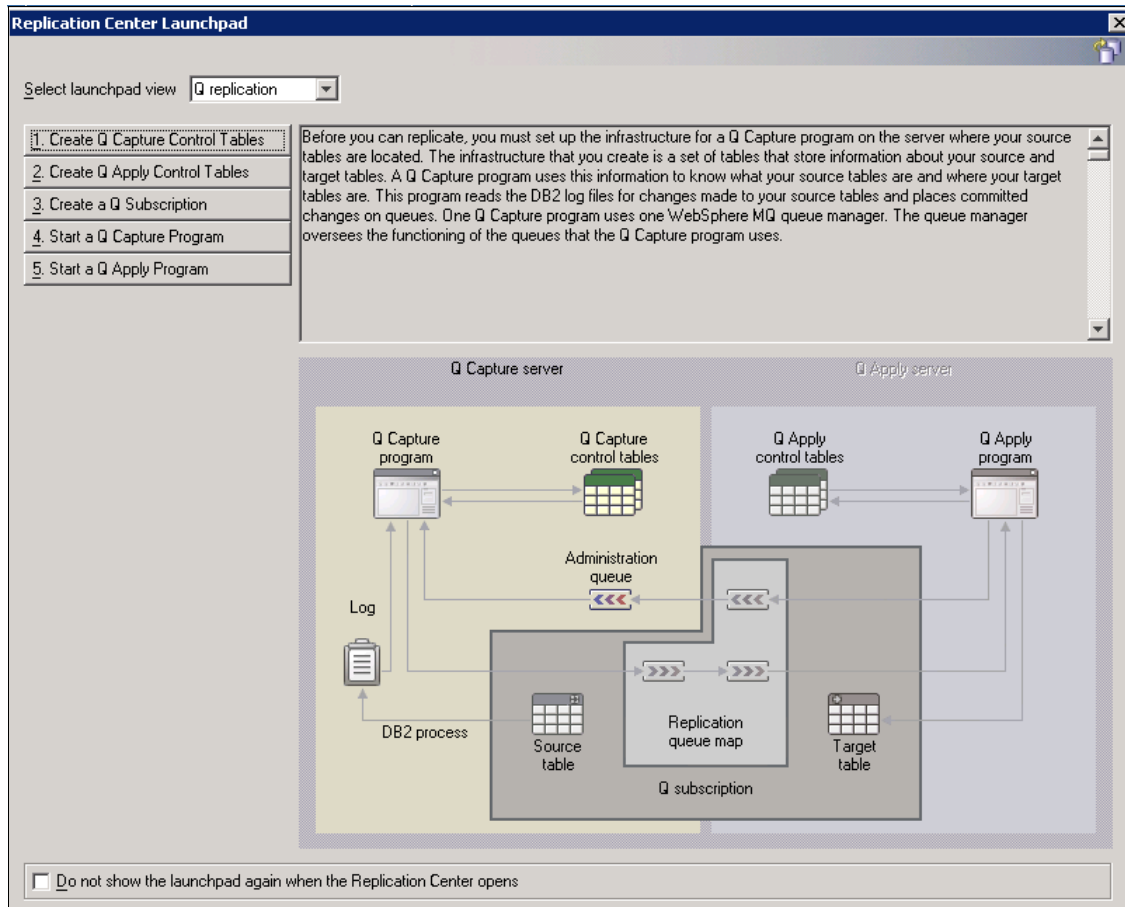 Replication Center Launchpad
Select launchpad view Q replication
1. Create Q Capture Control Tables
2. Create Q Apply Control Tables
3. Create a Q Subscription
4. Start a Q Capture Program
5. Start a Q Apply Program
Before you can replicate, you must set up the infrastructure for a Q Capture program on the server where your source
tables are located. The infrastructure that you create is a set of tables that store information about your source and
target tables. A Q Capture program uses this information to know what your source tables are and where your target
tables are. This program reads the DB2 log files for changes made to your source tables and places committed
changes on queues. One Q Capture program uses one WebSphere MQ queue manager. The queue manager
oversees the functioning of the queues that the Q Capture program uses.
Q Capture server
Q Apply server
Q Capture
program
Q Capture
control tables
Q Apply
control tables
Q Apply
program
Administration
queue
Log
DB2 process
Source
table
Replication
queue map
Target
table
Q subscription
Do not show the launchpad again when the Replication Center opens